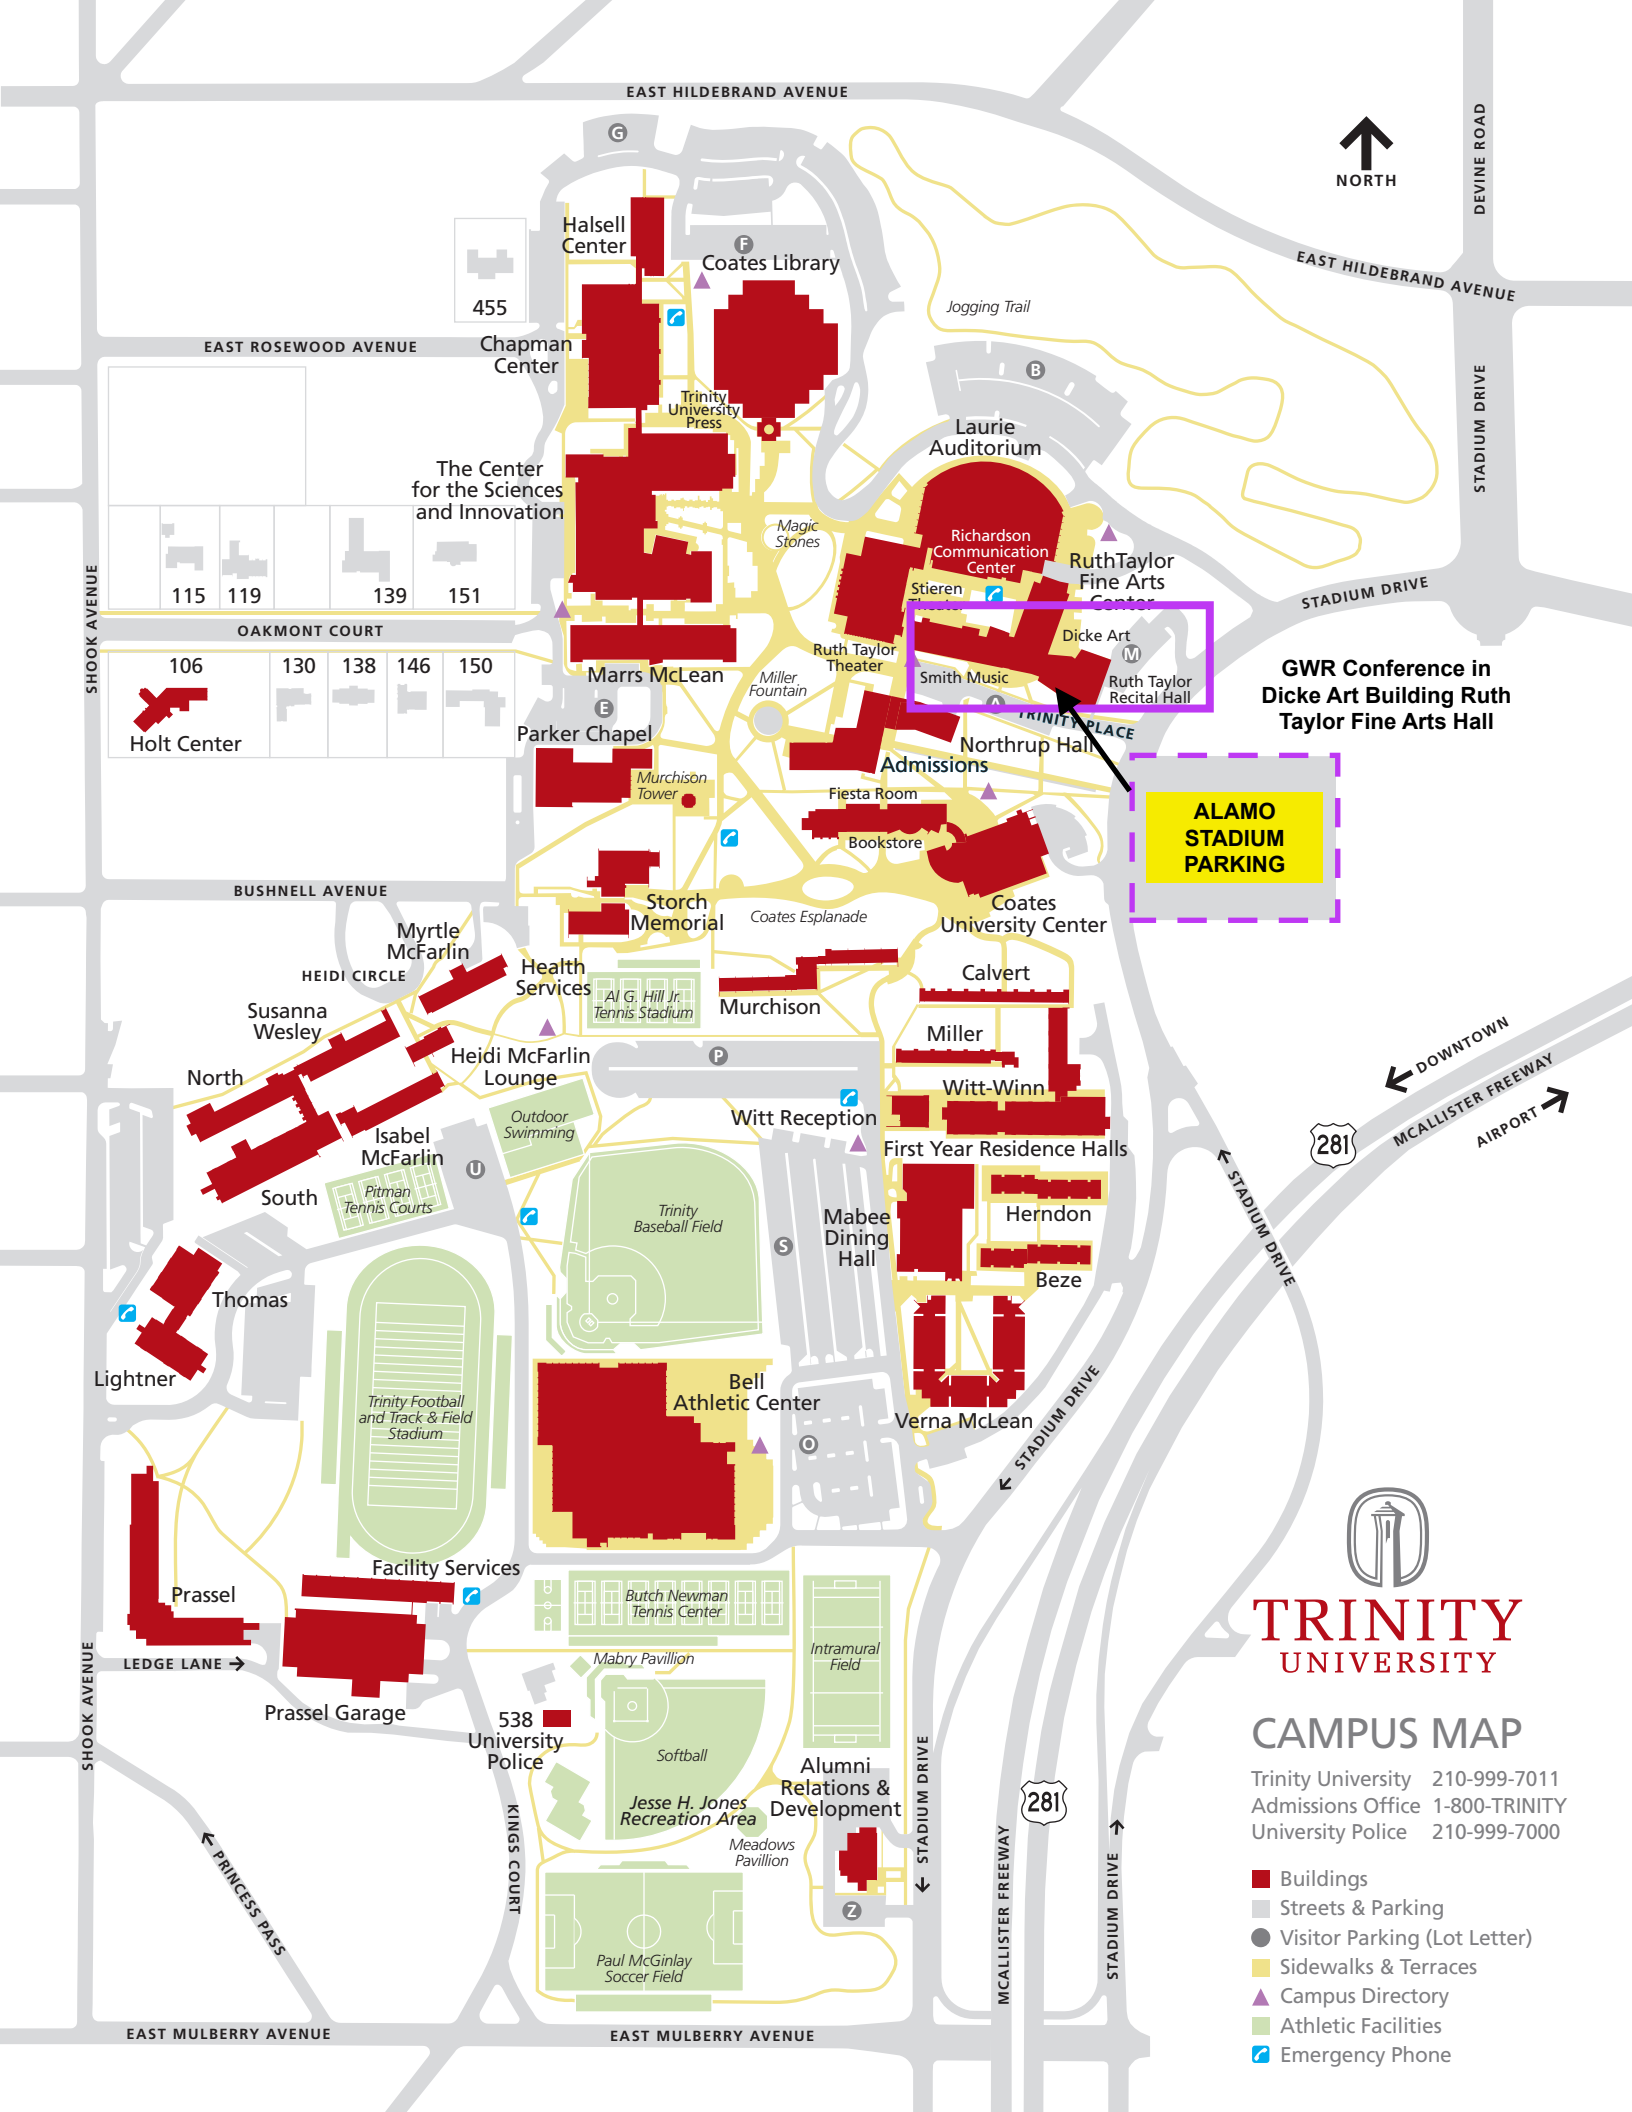 EAST HILDEBRAND AVENUE
G
DEVINE ROAD
NORTH
Halsell
Center
F
Coates Library
455
EAST HILDEBRAND AVENUE
Jogging Trail
EAST ROSEWOOD AVENUE
Chapman
Center
B
STADIUM DRIVE
Trinity
University
Press
Laurie
Auditorium
The Center
for the Sciences
and Innovation
Magic
Stones
Richardson
Communication
Center
RuthTaylor
Fine Arts
Center
Stieren
Theater
SHOOK AVENUE
115
119
139
151
STADIUM DRIVE
OAKMONT COURT
Dicke Art
M
106
130
138
146
150
Ruth Taylor
Theater
Marrs McLean
Miller
Fountain
Smith Music
Ruth Taylor
Recital Hall
GWR Conference in
Dicke Art Building Ruth
Taylor Fine Arts Hall
E
A
TRINITY PLACE
Holt Center
Parker Chapel
Northrup Hall
Admissions
Murchison
Tower
Fiesta Room
Bookstore
ALAMO
STADIUM
PARKING
BUSHNELL AVENUE
Storch
Memorial
Coates Esplanade
Coates
University Center
Myrtle
McFarlin
HEIDI CIRCLE
Health
Services
Al G. Hill Jr.
Tennis Stadium
Murchison
Calvert
Susanna
Wesley
Miller
North
Heidi McFarlin
Lounge
P
Witt-Winn
DOWNTOWN
MCALLISTER FREEWAY
AIRPORT
281
Outdoor
Swimming
Witt Reception
Isabel
McFarlin
First Year Residence Halls
U
South
Pitman
Tennis Courts
Trinity
Baseball Field
S
Mabee
Dining
Hall
Herndon
STADIUM DRIVE
Beze
Thomas
Lightner
Trinity Football
and Track & Field
Stadium
Bell
Athletic Center
O
Verna McLean
STADIUM DRIVE
Facility Services
Prassel
Butch Newman
Tennis Center
Intramural
Field
LEDGE LANE
Mabry Pavillion
SHOOK AVENUE
Prassel Garage
538
University
Police
Softball
Jesse H. Jones
Recreation Area
Meadows
Pavillion
Alumni
Relations &
Development
STADIUM DRIVE
281
KINGS COURT
PRINCESS PASS
MCALLISTER FREEWAY
STADIUM DRIVE
Z
Paul McGinlay
Soccer Field
EAST MULBERRY AVENUE
EAST MULBERRY AVENUE
TRINITY
UNIVERSITY
CAMPUS MAP
Trinity University 210-999-7011
Admissions Office 1-800-TRINITY
University Police 210-999-7000
Buildings
Streets & Parking
Visitor Parking (Lot Letter)
Sidewalks & Terraces
Campus Directory
Athletic Facilities
Emergency Phone